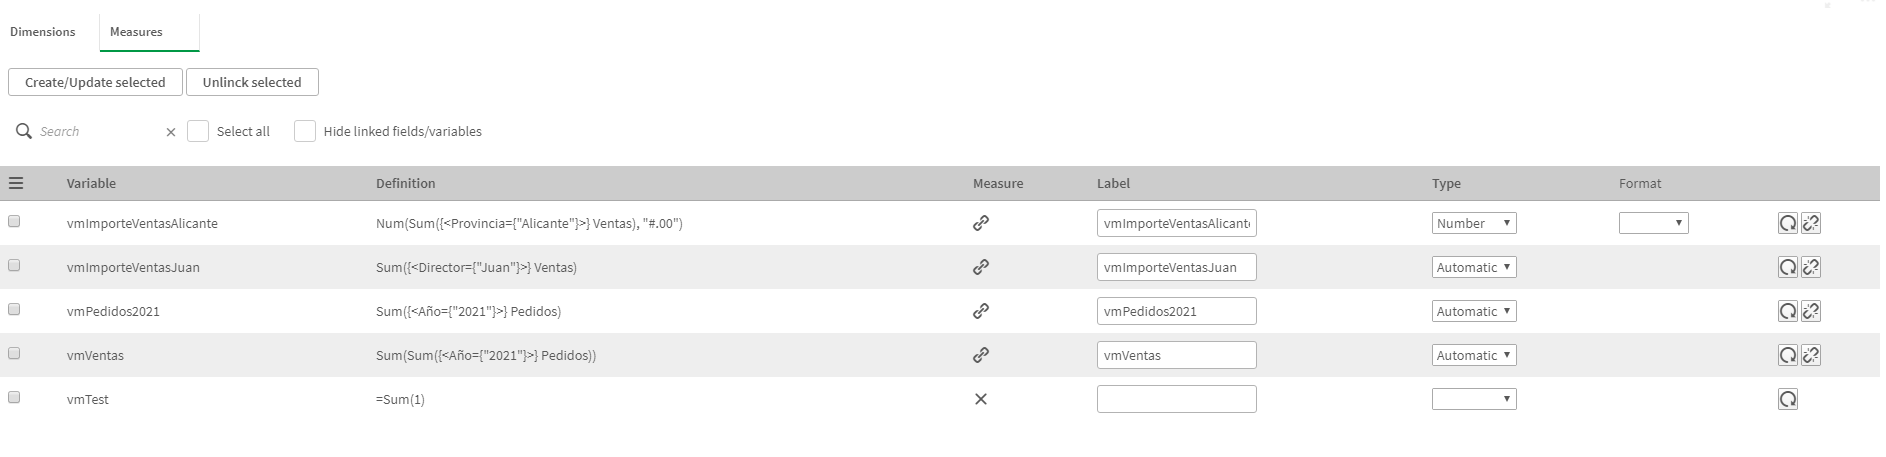 Dimensions Measures
Create/Update selected Unlinck selected
Search Select all Hide linked fields/variables
Variable Definition Measure Label Type Format
vmImporteVentasAlicante Num(Sum({<Provincia={"Alicante"}>} Ventas), "#.00") vmImporteVentasAlicant Number
vmImporteVentasJuan Sum({<Director={"Juan"}>} Ventas) vmImporteVentasJuan Automatic
vmPedidos2021 Sum({<Año={"2021"}>} Pedidos) vmPedidos2021 Automatic
vmVentas Sum(Sum({<Año={"2021"}>} Pedidos)) vmVentas Automatic
vmTest =Sum(1)